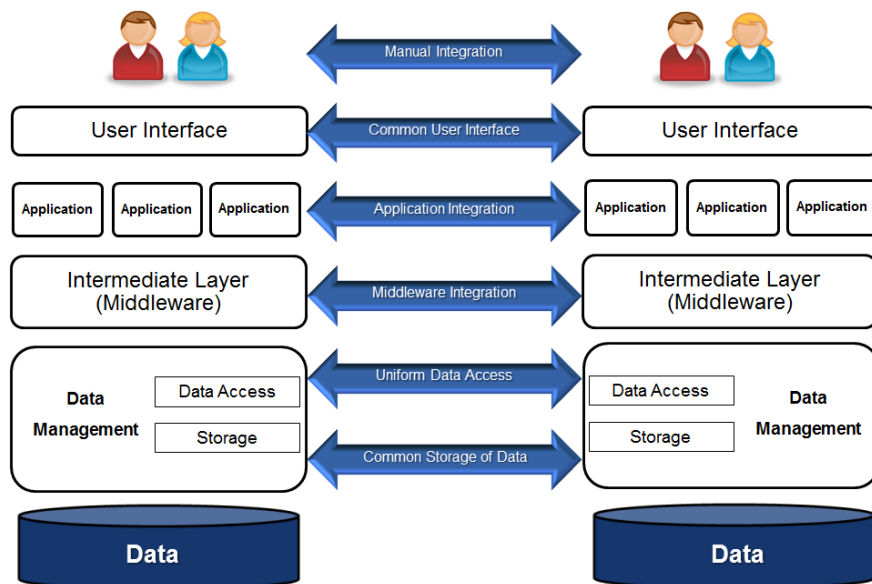 Manual Integration
User Interface
Common User Interface
User Interface
Application
Application
Application
Application Integration
Application
Application
Application
Intermediate Layer
(Middleware)
Middleware Integration
Intermediate Layer
(Middleware)
Data
Management
Data Access
Storage
Uniform Data Access
Common Storage of Data
Data Access
Storage
Data
Management
Data
Data